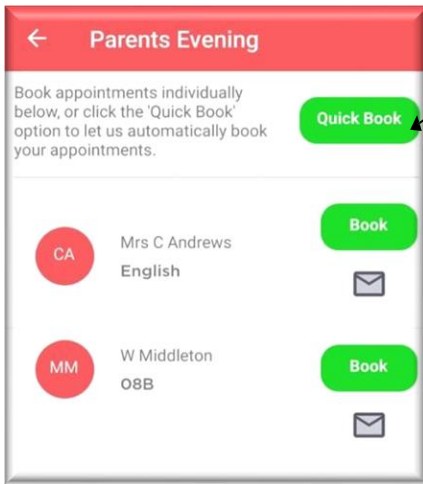 Parents Evening
Book appointments individually
below, or click the 'Quick Book'
option to let us automatically book
your appointments.
Quick Book
CA
Mrs C Andrews
English
Book
MM
W Middleton
O8B
Book